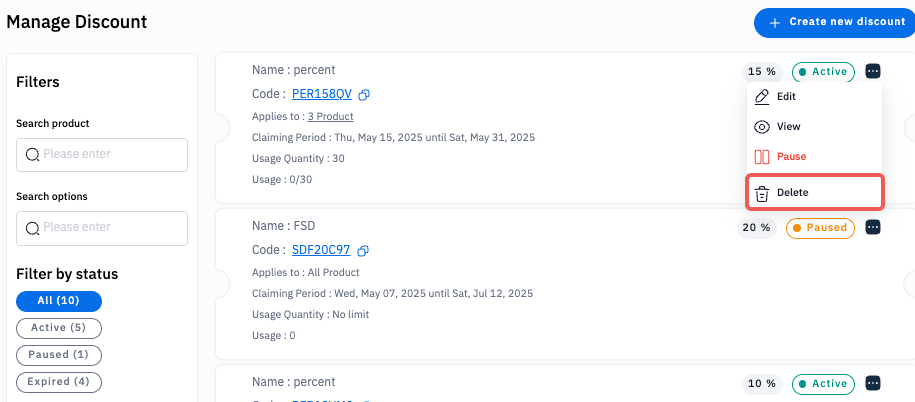 Manage Discount
+ Create new discount
Filters
Search product
Please enter
Search options
Please enter
Filter by status
All (10)
Active (5)
Paused (1)
Expired (4)
Name : percent
15 %
Active
Code : PER158QV
Applies to : 3 Product
Claiming Period : Thu, May 15, 2025 until Sat, May 31, 2025
Usage Quantity : 30
Usage : 0/30
Edit
View
Pause
Delete
Name : FSD
20 %
Paused
Code : SDF20C97
Applies to : All Product
Claiming Period : Wed, May 07, 2025 until Sat, Jul 12, 2025
Usage Quantity : No limit
Usage : 0
Name : percent
10 %
Active